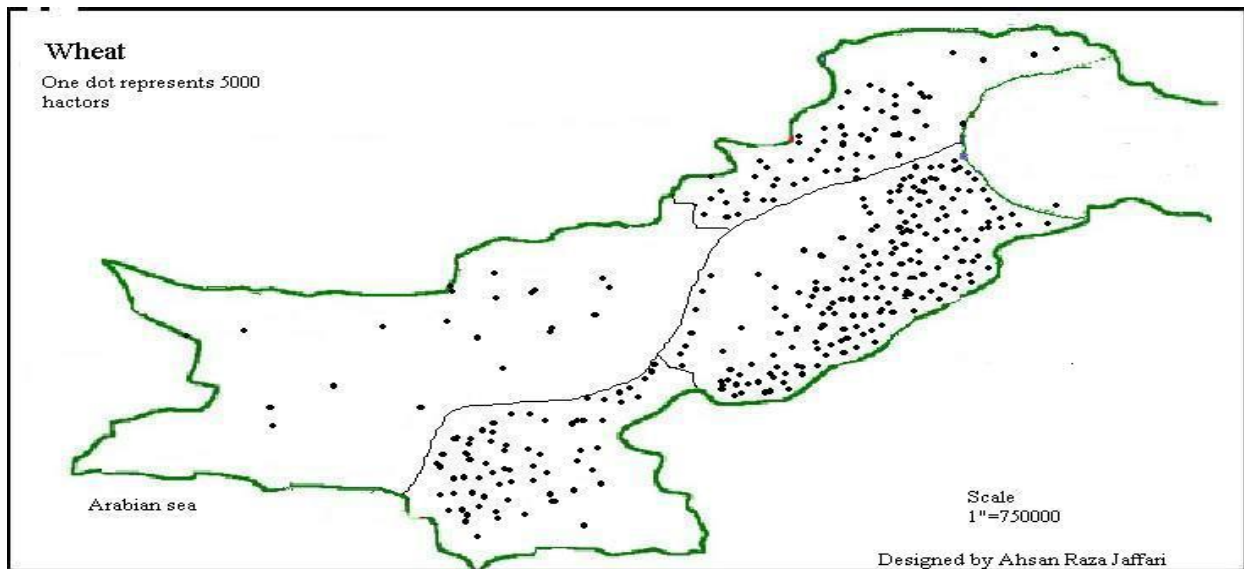 Wheat
One dot represents 5000
hactors
Arabian sea
Scale
1"=750000
Designed by Ahsan Raza Jaffari